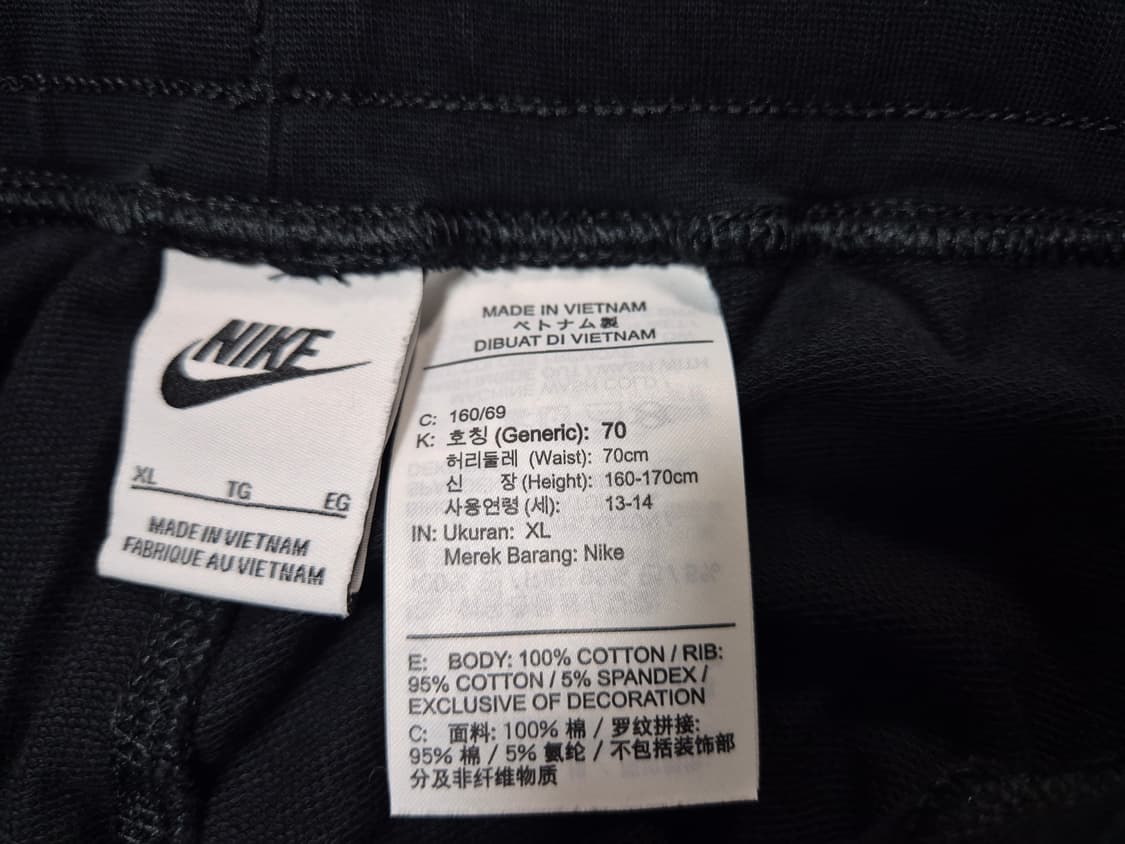 NIKE
XL
TG
EG
MADE IN VIETNAM
FABRIQUE AU VIETNAM
MADE IN VIETNAM
ベトナム製
DIBUAT DI VIETNAM
C: 160/69
K: 호칭 (Generic): 70
허리둘레 (Waist): 70cm
신 장 (Height): 160-170cm
사용연령 (세): 13-14
IN: Ukuran: XL
Merek Barang: Nike
E: BODY: 100% COTTON / RIB:
95% COTTON / 5% SPANDEX /
EXCLUSIVE OF DECORATION
C: 面料: 100% 棉 / 罗纹拼接:
95% 棉 / 5% 氨纶 / 不包括装饰部
分及非纤维物质